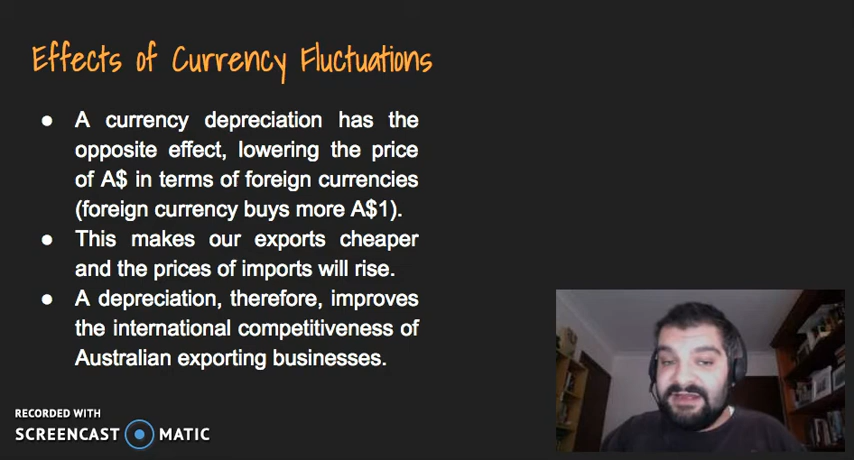 Effects of Currency Fluctuations
● A currency depreciation has the
opposite effect, lowering the price
of A$ in terms of foreign currencies
(foreign currency buys more A$1).
● This makes our exports cheaper
and the prices of imports will rise.
● A depreciation, therefore, improves
the international competitiveness of
Australian exporting businesses.
RECORDED WITH
SCREENCAST MATIC